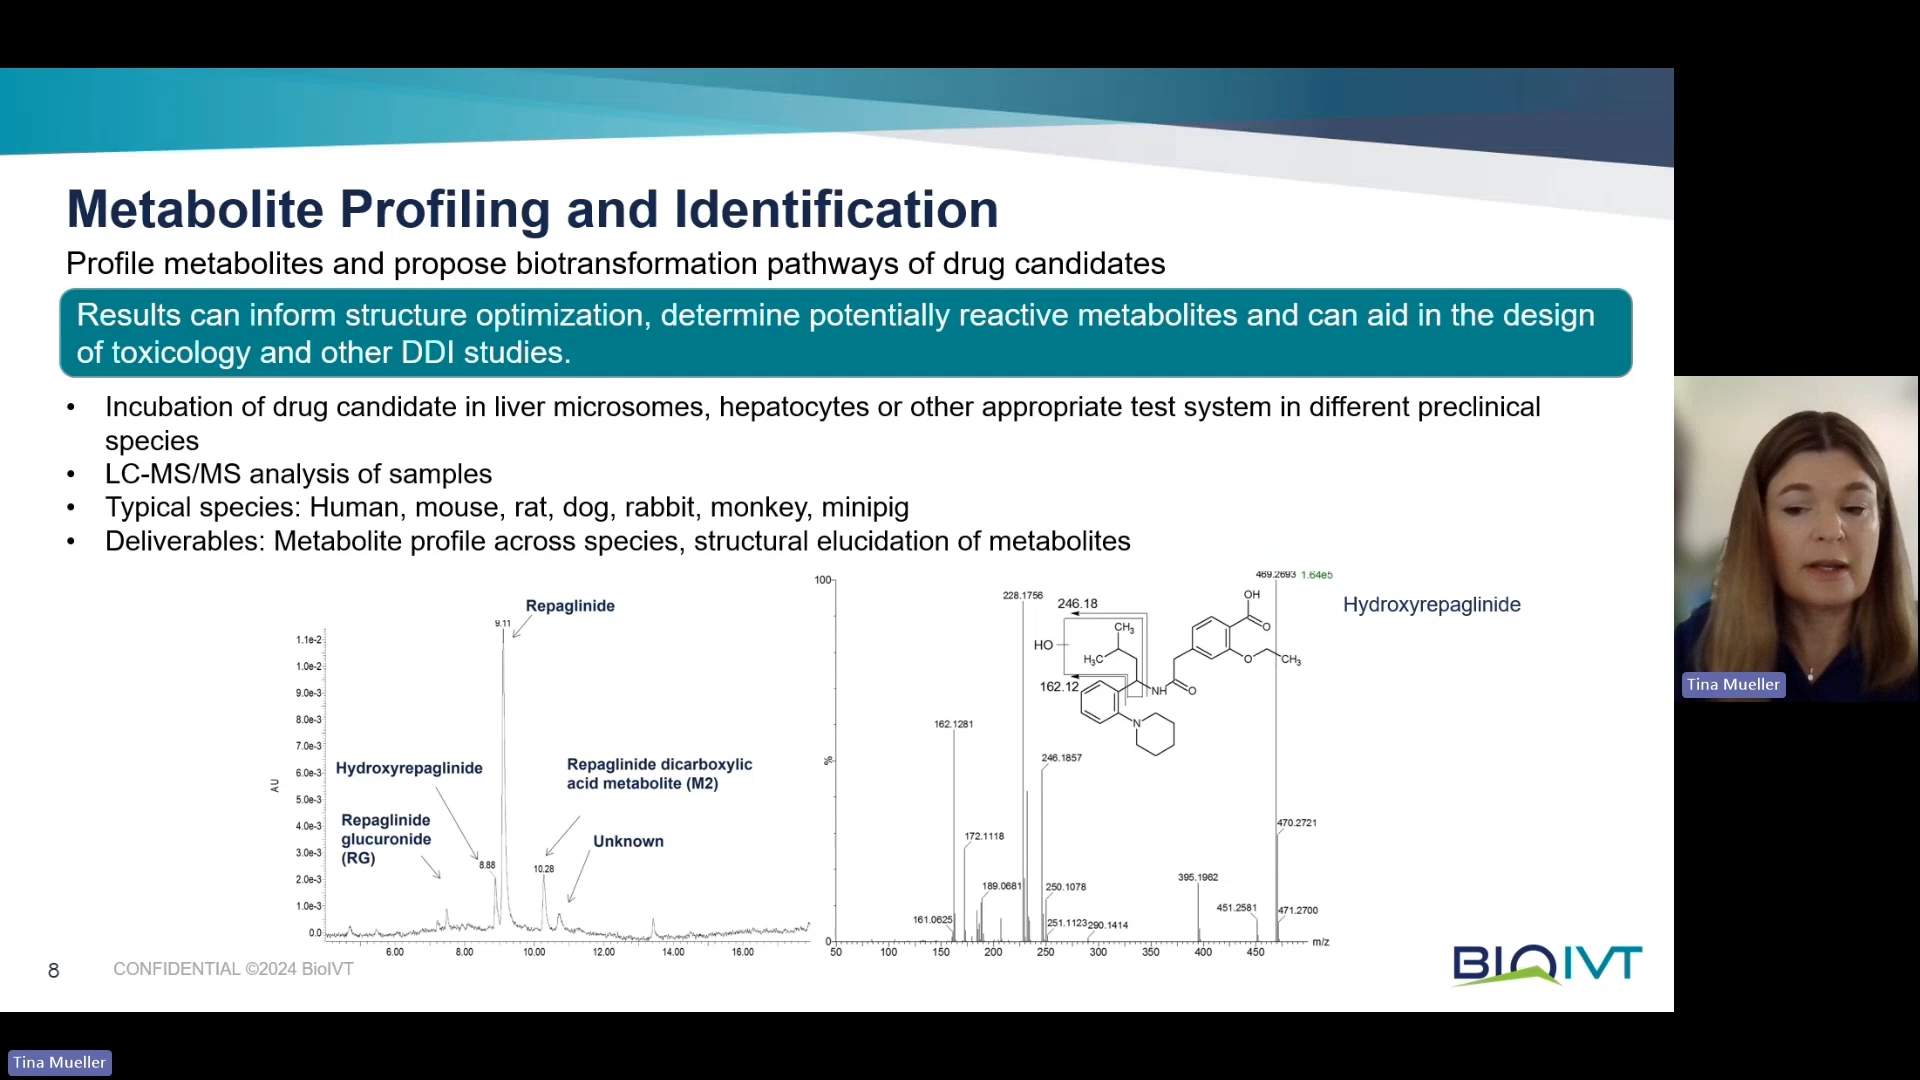 Metabolite Profiling and Identification
Profile metabolites and propose biotransformation pathways of drug candidates
Results can inform structure optimization, determine potentially reactive metabolites and can aid in the design
of toxicology and other DDI studies.
• Incubation of drug candidate in liver microsomes, hepatocytes or other appropriate test system in different preclinical
species
• LC-MS/MS analysis of samples
• Typical species: Human, mouse, rat, dog, rabbit, monkey, minipig
• Deliverables: Metabolite profile across species, structural elucidation of metabolites
Repaglinide
9.11
1.1e-2
1.0e-2
9.0e-3
8.0e-3
7.0e-3
6.0e-3
5.0e-3
4.0e-3
3.0e-3
2.0e-3
1.0e-3
0.0
AU
Hydroxyrepaglinide
8.88
Repaglinide
glucuronide
(RG)
Repaglinide dicarboxylic
acid metabolite (M2)
10.28
Unknown
6.00 8.00 10.00 12.00 14.00 16.00
100
%
0
469.2693 1.64e5
Hydroxyrepaglinide
228.1756
246.18
OH
O
CH3
HO
H3C
O
CH3
162.12
NH
O
N
162.1281
246.1857
172.1118
470.2721
189.0681
250.1078
395.1962
161.0625
251.1123
290.1414
451.2581
471.2700
50 100 150 200 250 300 350 400 450
m/z
8
CONFIDENTIAL ©2024 BioIVT
BIOIVT
Tina Mueller
Tina Mueller